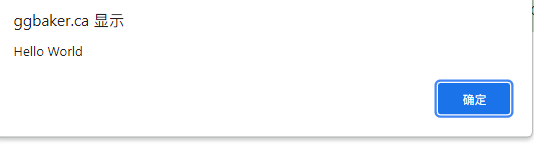 ggbaker.ca 显示
Hello World
确定